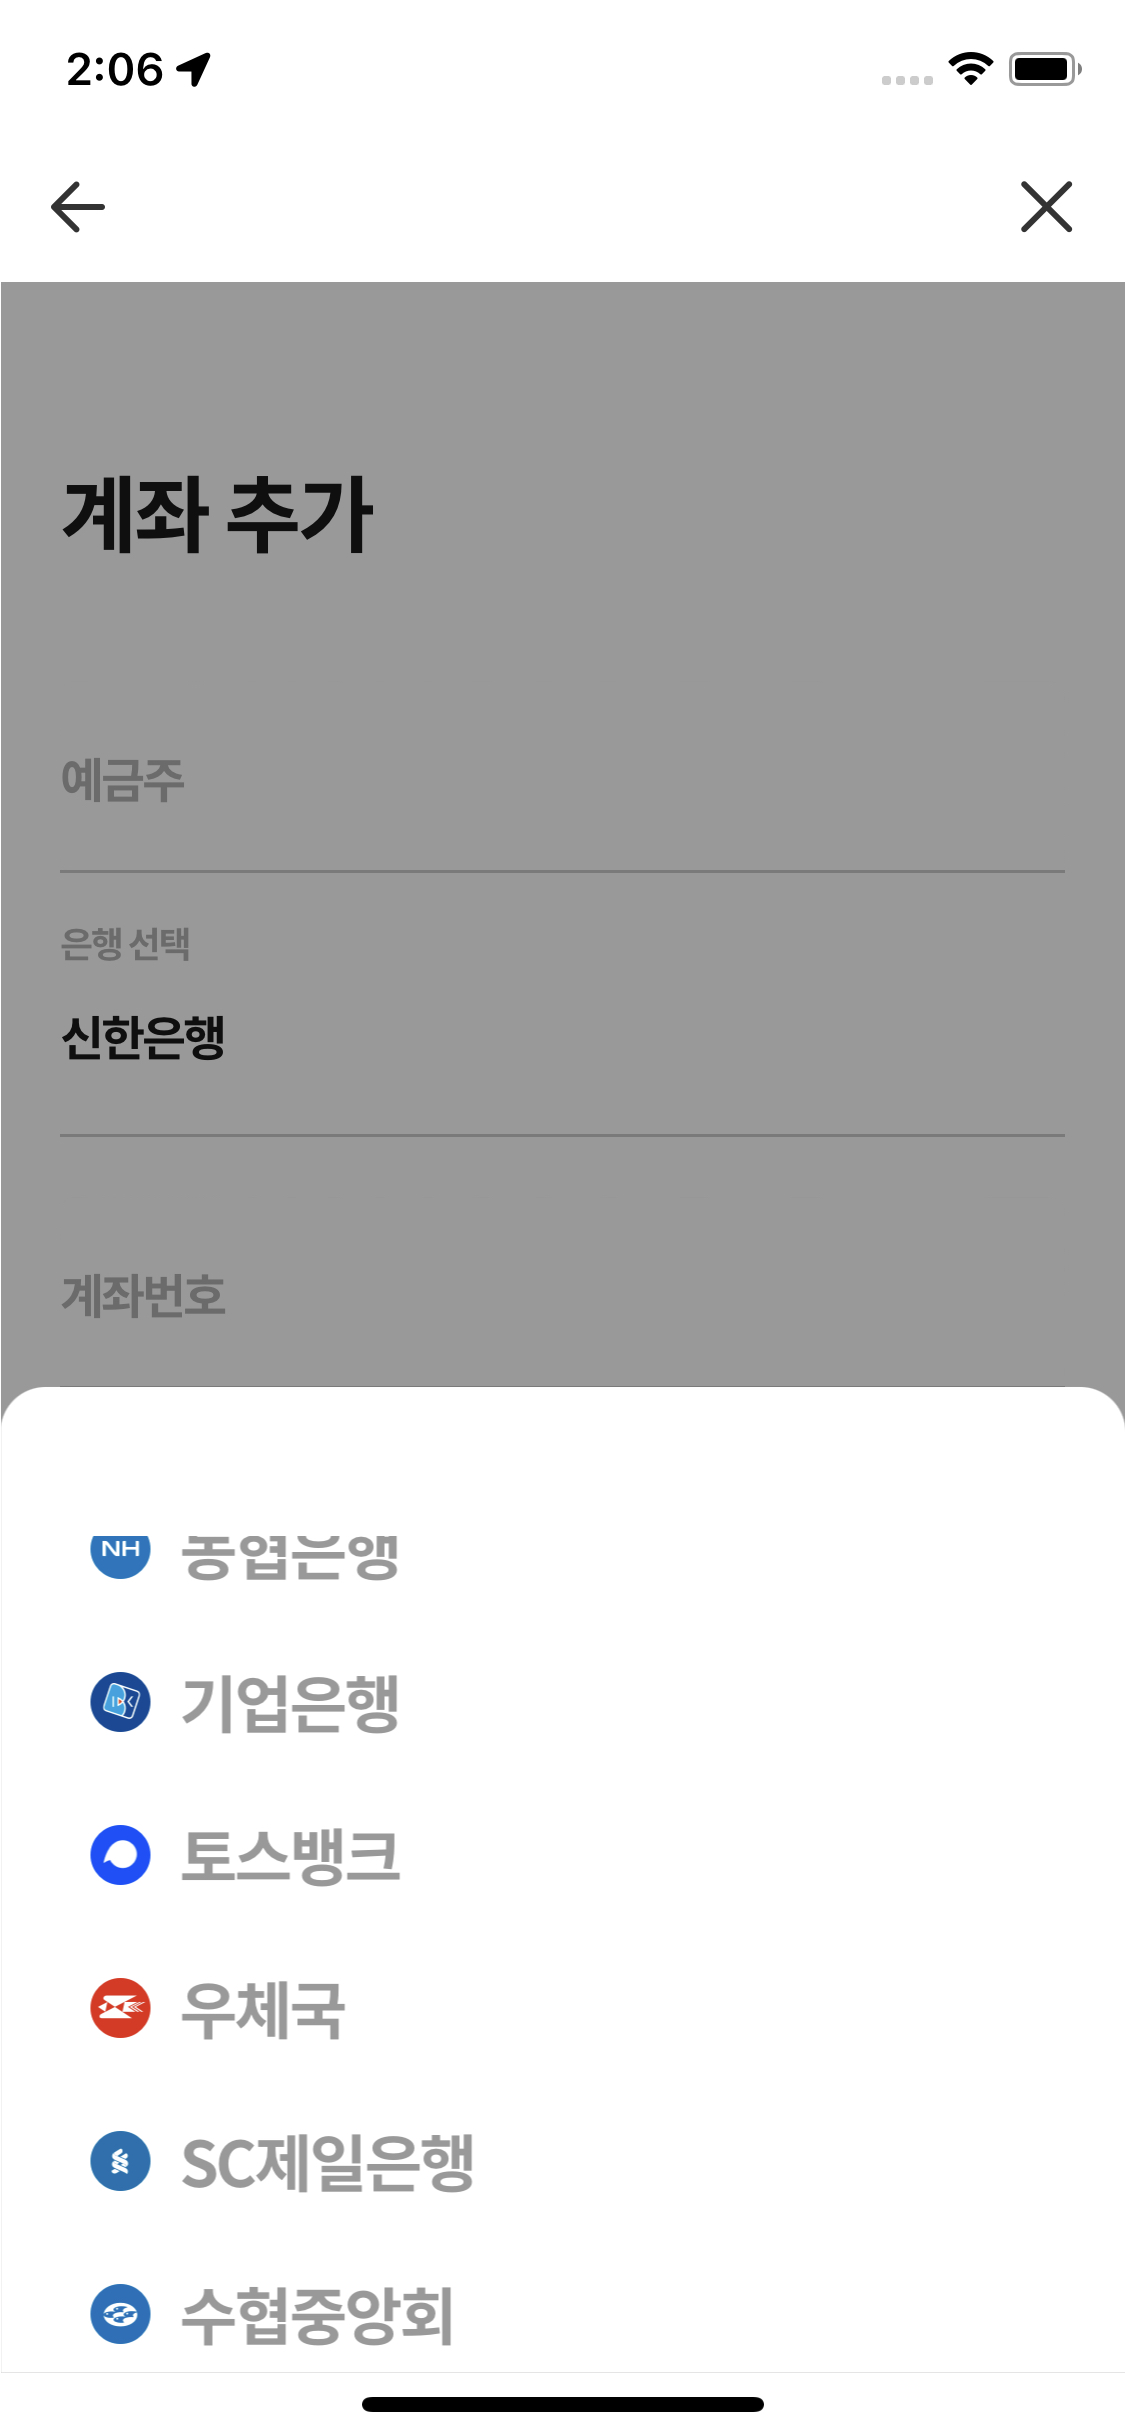 2:06
계좌 추가
예금주
은행 선택
신한은행
계좌번호
NH 농협은행
기업은행
토스뱅크
우체국
SC제일은행
수협중앙회